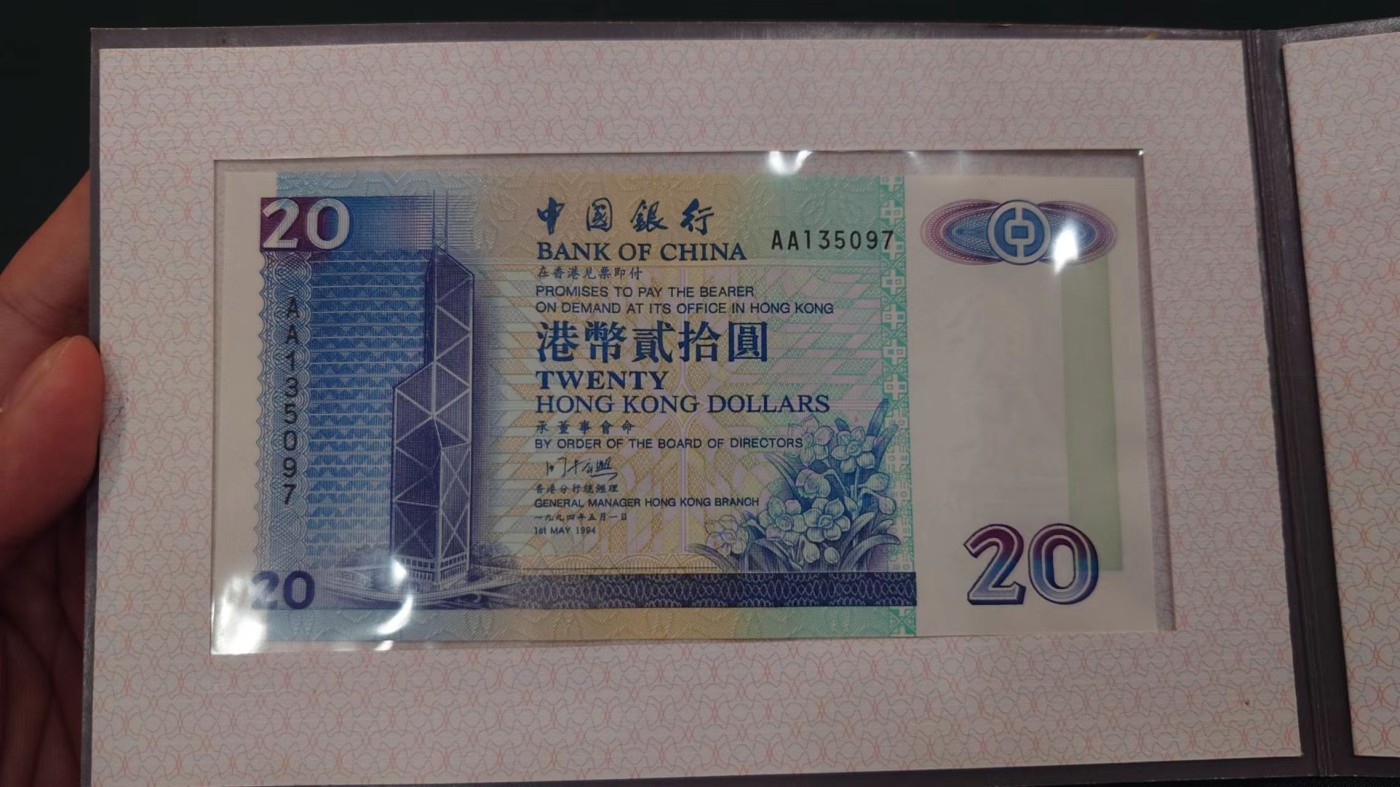 20
中國銀行
BANK OF CHINA
AA135097
在香港見票即付
PROMISES TO PAY THE BEARER
ON DEMAND AT ITS OFFICE IN HONG KONG
港幣貳拾圓
TWENTY
HONG KONG DOLLARS
承董事會命
BY ORDER OF THE BOARD OF DIRECTORS
香港分行總經理
GENERAL MANAGER HONG KONG BRANCH
一九九四年五月一日
1st MAY 1994
AA135097
20
20